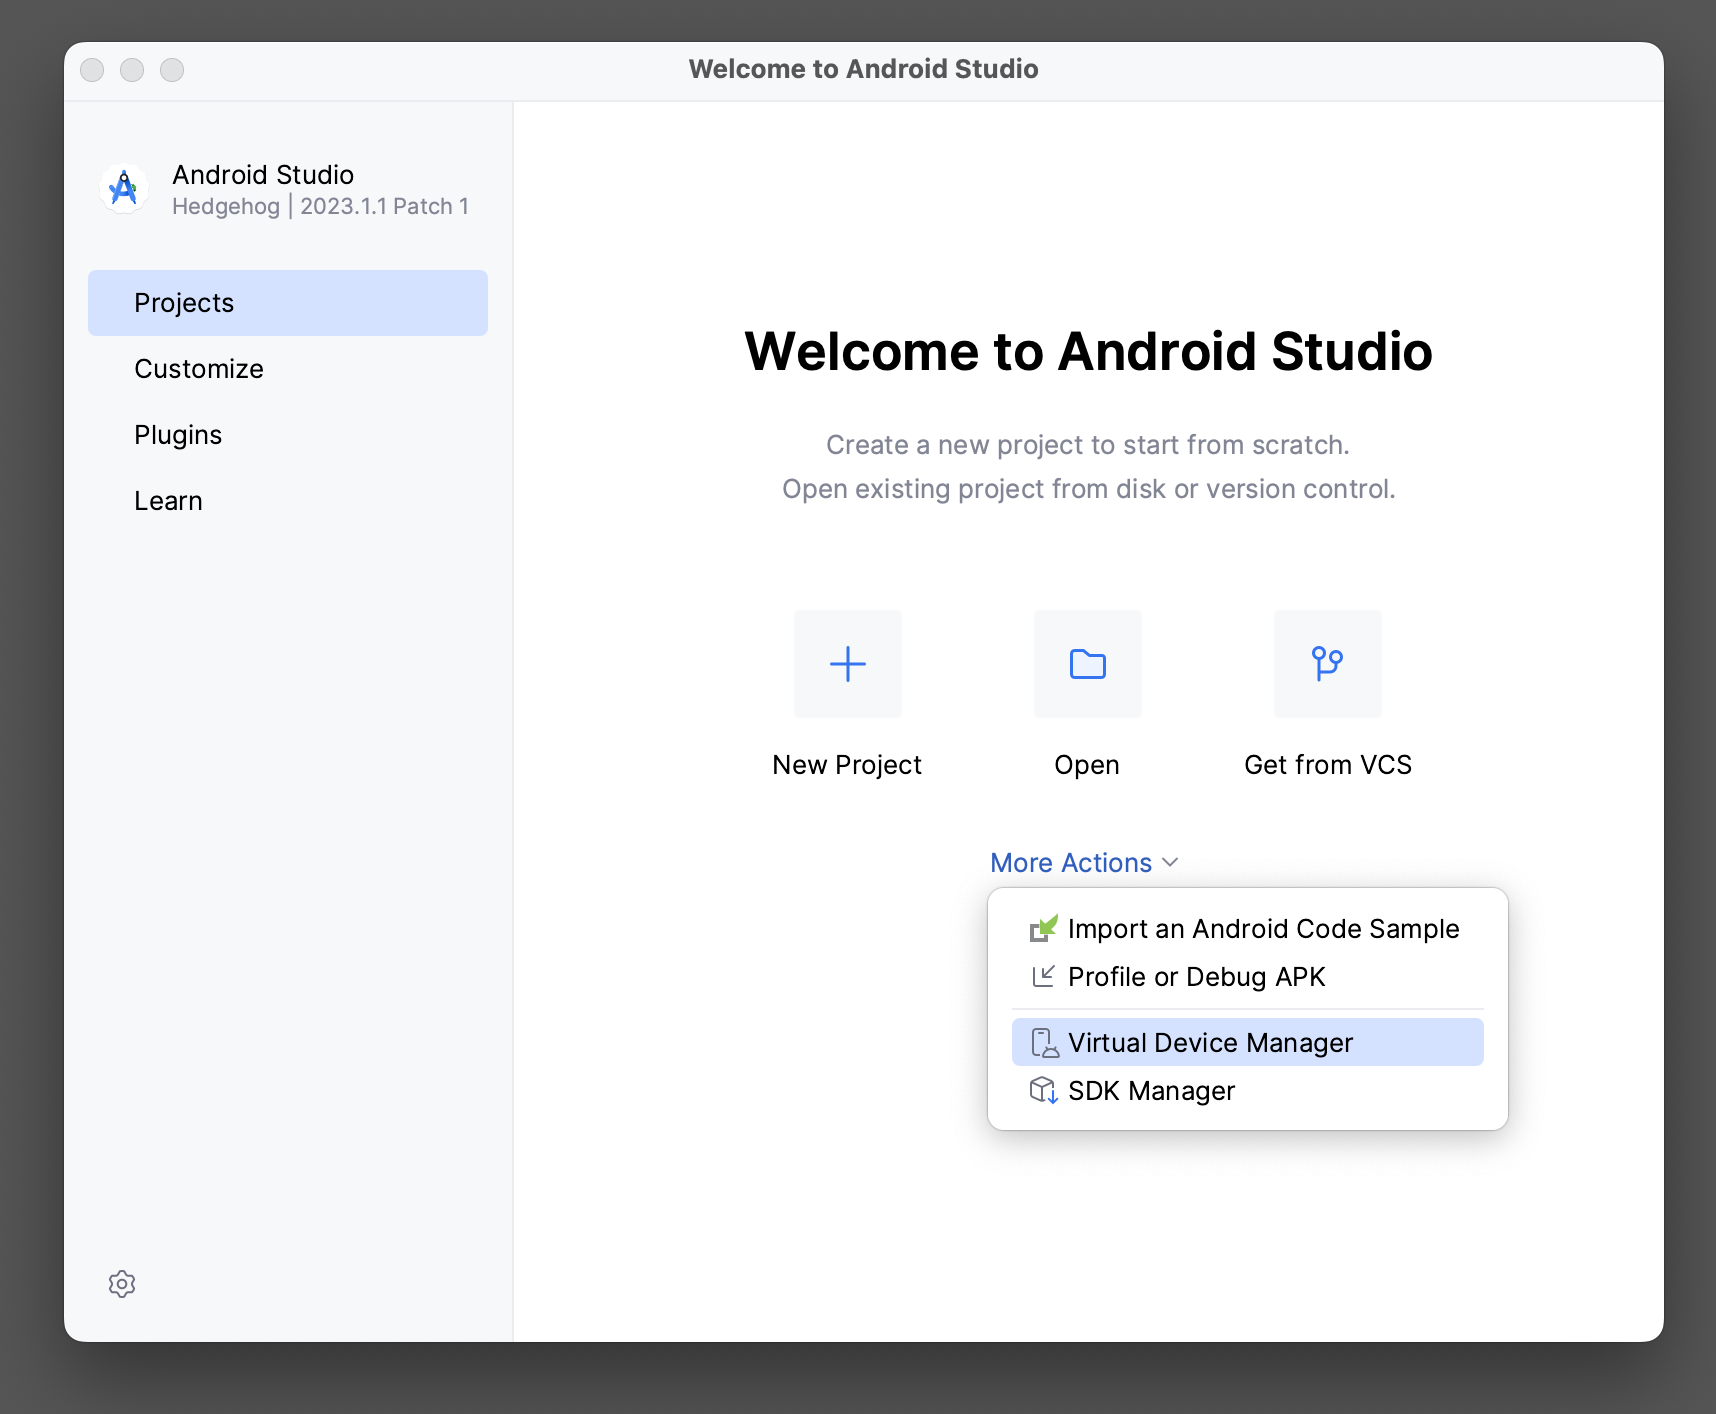 Welcome to Android Studio
Android Studio
Hedgehog | 2023.1.1 Patch 1
Projects
Customize
Plugins
Learn
Welcome to Android Studio
Create a new project to start from scratch.
Open existing project from disk or version control.
New Project
Open
Get from VCS
More Actions
Import an Android Code Sample
Profile or Debug APK
Virtual Device Manager
SDK Manager